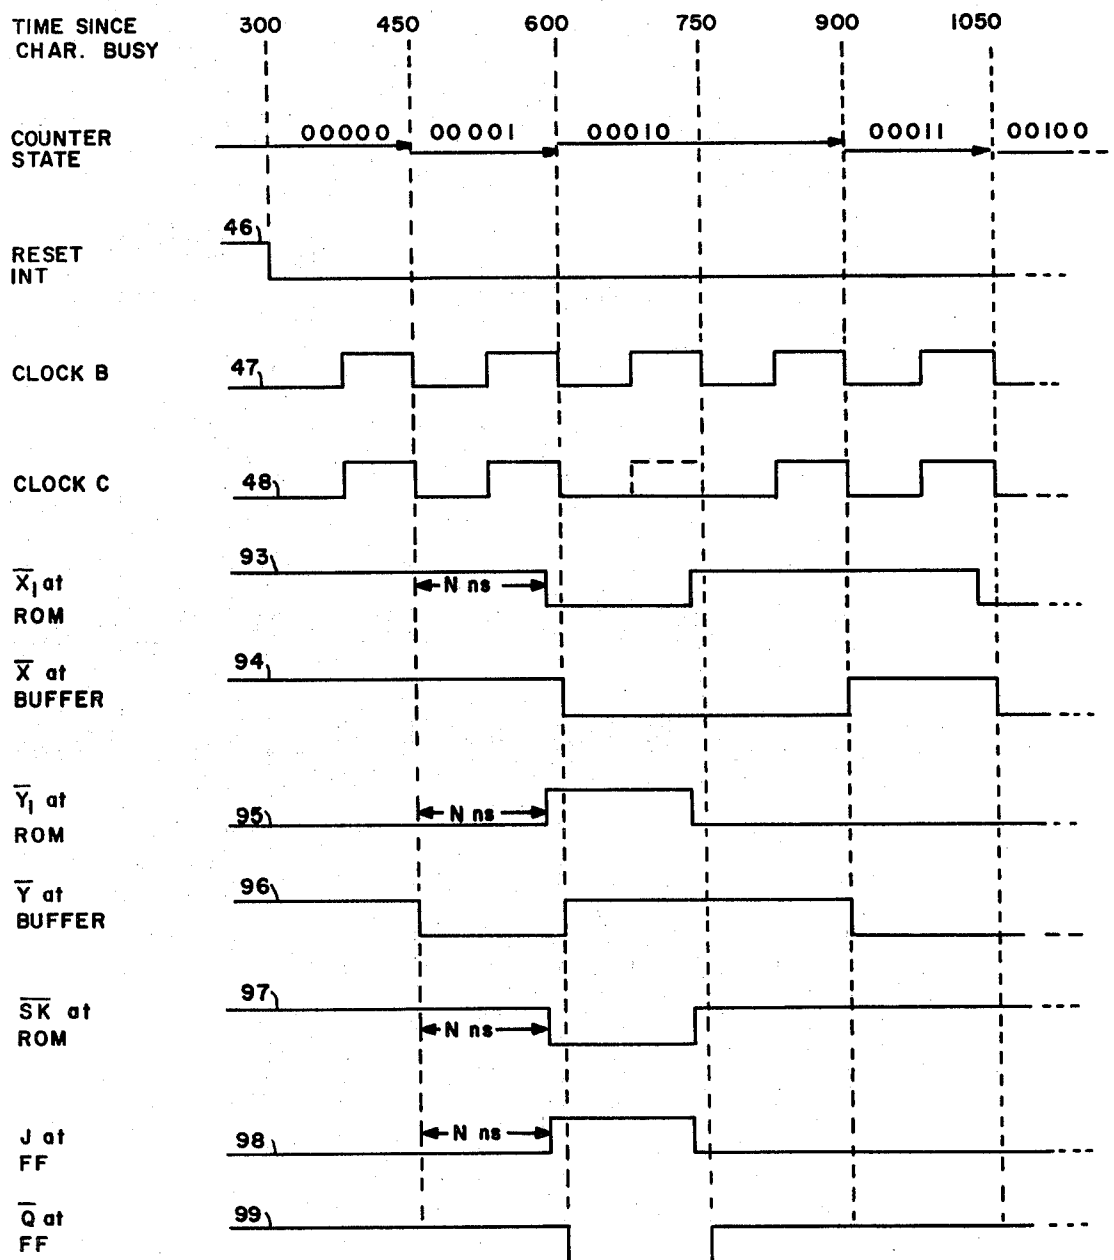 TIME SINCE
CHAR. BUSY
300 450 600 750 900 1050
COUNTER
STATE
00000 00001 00010 00011 00100
RESET
INT
46
CLOCK B
47
CLOCK C
48
X̅₁ at
ROM
93
N ns
X̅ at
BUFFER
94
Y̅₁ at
ROM
95
N ns
Y̅ at
BUFFER
96
S̅K̅ at
ROM
97
N ns
J at
FF
98
N ns
Q̅ at
FF
99